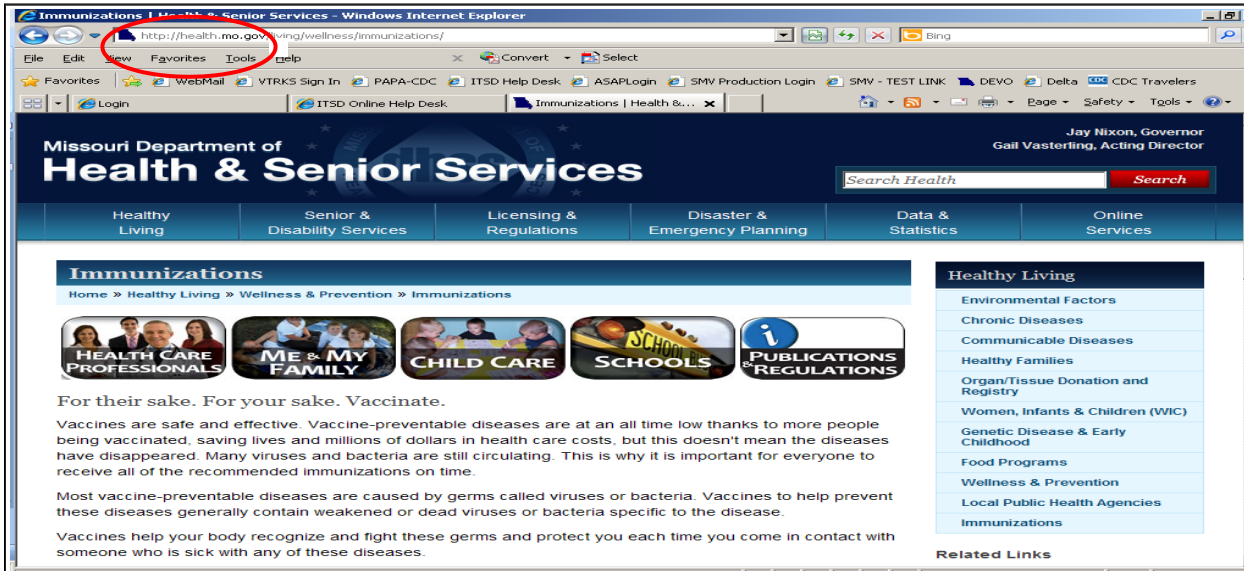 Immunizations | Health & Senior Services - Windows Internet Explorer
http://health.mo.gov/living/wellness/immunizations/
Bing
File Edit View Favorites Tools Help x Convert Select
Favorites WebMail VTRKS Sign In PAPA-CDC ITSD Help Desk ASAPLogin SMV Production Login SMV - TEST LINK DEVO Delta CDC CDC Travelers
Login ITSD Online Help Desk Immunizations | Health &... x Page Safety Tools
Missouri Department of
Health & Senior Services
Jay Nixon, Governor
Gail Vasterling, Acting Director
Search Health Search
Healthy Living
Senior & Disability Services
Licensing & Regulations
Disaster & Emergency Planning
Data & Statistics
Online Services
Immunizations
Home » Healthy Living » Wellness & Prevention » Immunizations
HEALTH CARE
PROFESSIONALS
ME & MY
FAMILY
CHILD CARE
SCHOOL
SCHOOLS
i
PUBLICATIONS
& REGULATIONS
For their sake. For your sake. Vaccinate.
Vaccines are safe and effective. Vaccine-preventable diseases are at an all time low thanks to more people
being vaccinated, saving lives and millions of dollars in health care costs, but this doesn't mean the diseases
have disappeared. Many viruses and bacteria are still circulating. This is why it is important for everyone to
receive all of the recommended immunizations on time.
Most vaccine-preventable diseases are caused by germs called viruses or bacteria. Vaccines to help prevent
these diseases generally contain weakened or dead viruses or bacteria specific to the disease.
Vaccines help your body recognize and fight these germs and protect you each time you come in contact with
someone who is sick with any of these diseases.
Healthy Living
Environmental Factors
Chronic Diseases
Communicable Diseases
Healthy Families
Organ/Tissue Donation and
Registry
Women, Infants & Children (WIC)
Genetic Disease & Early
Childhood
Food Programs
Wellness & Prevention
Local Public Health Agencies
Immunizations
Related Links